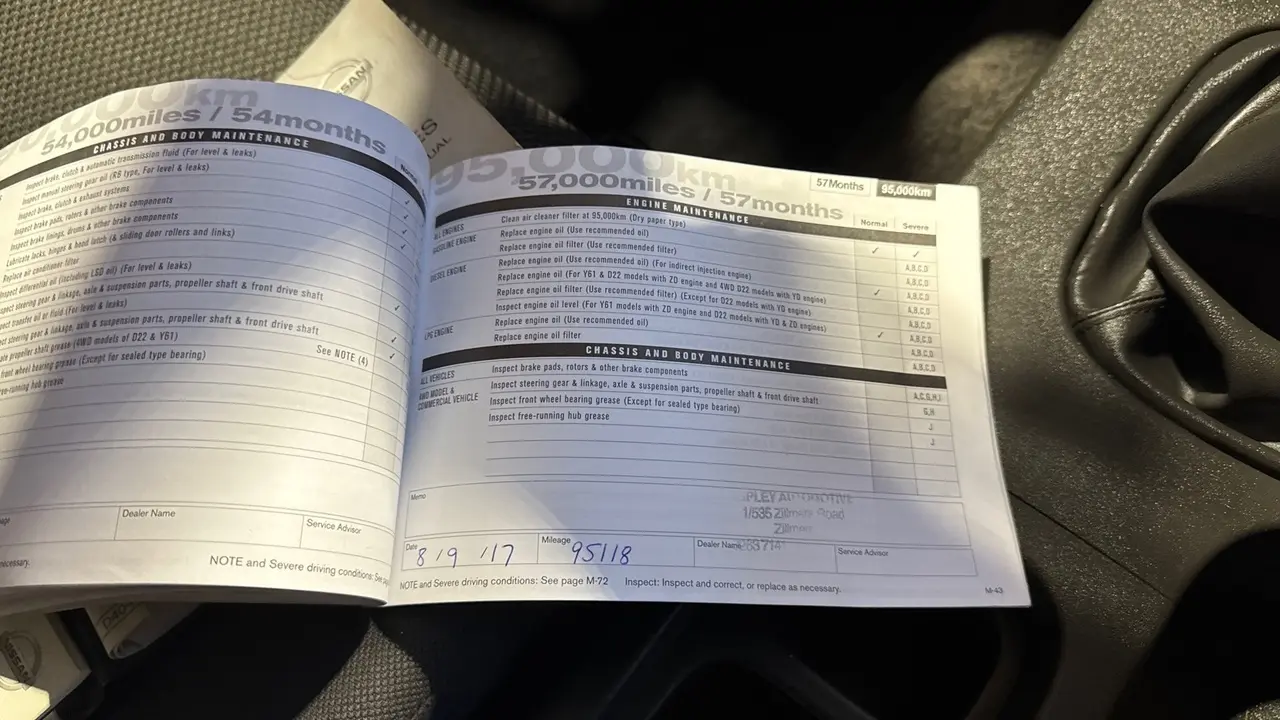 NISSAN
54,000miles / 54months
CHASSIS AND BODY MAINTENANCE
Normal
Inspect brake, clutch & automatic transmission fluid (For level & leaks)
Inspect manual steering gear oil (RB type, For level & leaks)
Inspect brake, clutch & exhaust systems
Inspect brake pads, rotors & other brake components
Inspect brake linings, drums & other brake components
Lubricate locks, hinges & hood latch (& sliding door rollers and links)
Replace air conditioner filter
Inspect differential oil (including LSD oil) (For level & leaks)
steering gear & linkage, axle & suspension parts, propeller shaft & front drive shaft
transfer oil or fluid (For level & leaks)
steering gear & linkage, axle & suspension parts, propeller shaft & front drive shaft
propeller shaft grease (4WD models of D22 & Y61)
front wheel bearing grease (Except for sealed type bearing) See NOTE (4)
free-running hub grease
Dealer Name
Service Advisor
necessary.
NOTE and Severe driving conditions: See
95,000km
57,000miles / 57months
57Months 95,000km
ENGINE MAINTENANCE
Normal Severe
ALL ENGINES Clean air cleaner filter at 95,000km (Dry paper type)
GASOLINE ENGINE Replace engine oil (Use recommended oil) ✓ ✓
Replace engine oil filter (Use recommended filter) A,B,C,D
DIESEL ENGINE Replace engine oil (Use recommended oil) (For indirect injection engine) A,B,C,D
Replace engine oil (For Y61 & D22 models with ZD engine and 4WD D22 models with YD engine) ✓ A,B,C,D
Replace engine oil filter (Use recommended filter) (Except for D22 models with YD engine) A,B,C,D
Inspect engine oil level (For Y61 models with ZD engine and D22 models with YD & ZD engines) ✓
LPG ENGINE Replace engine oil (Use recommended oil) A,B,C,D
Replace engine oil filter A,B,C,D
CHASSIS AND BODY MAINTENANCE
ALL VEHICLES Inspect brake pads, rotors & other brake components A,C,G,H,I
4WD MODEL & COMMERCIAL VEHICLE Inspect steering gear & linkage, axle & suspension parts, propeller shaft & front drive shaft G,H
Inspect front wheel bearing grease (Except for sealed type bearing) J
Inspect free-running hub grease J
Memo
PLEY AUTOMOTIVE
1/535 Zillmere Road
Date 8/9/17
Mileage 95118
Dealer Name
Service Advisor
NOTE and Severe driving conditions: See page M-72 Inspect: Inspect and correct, or replace as necessary.
M-43
NISSAN